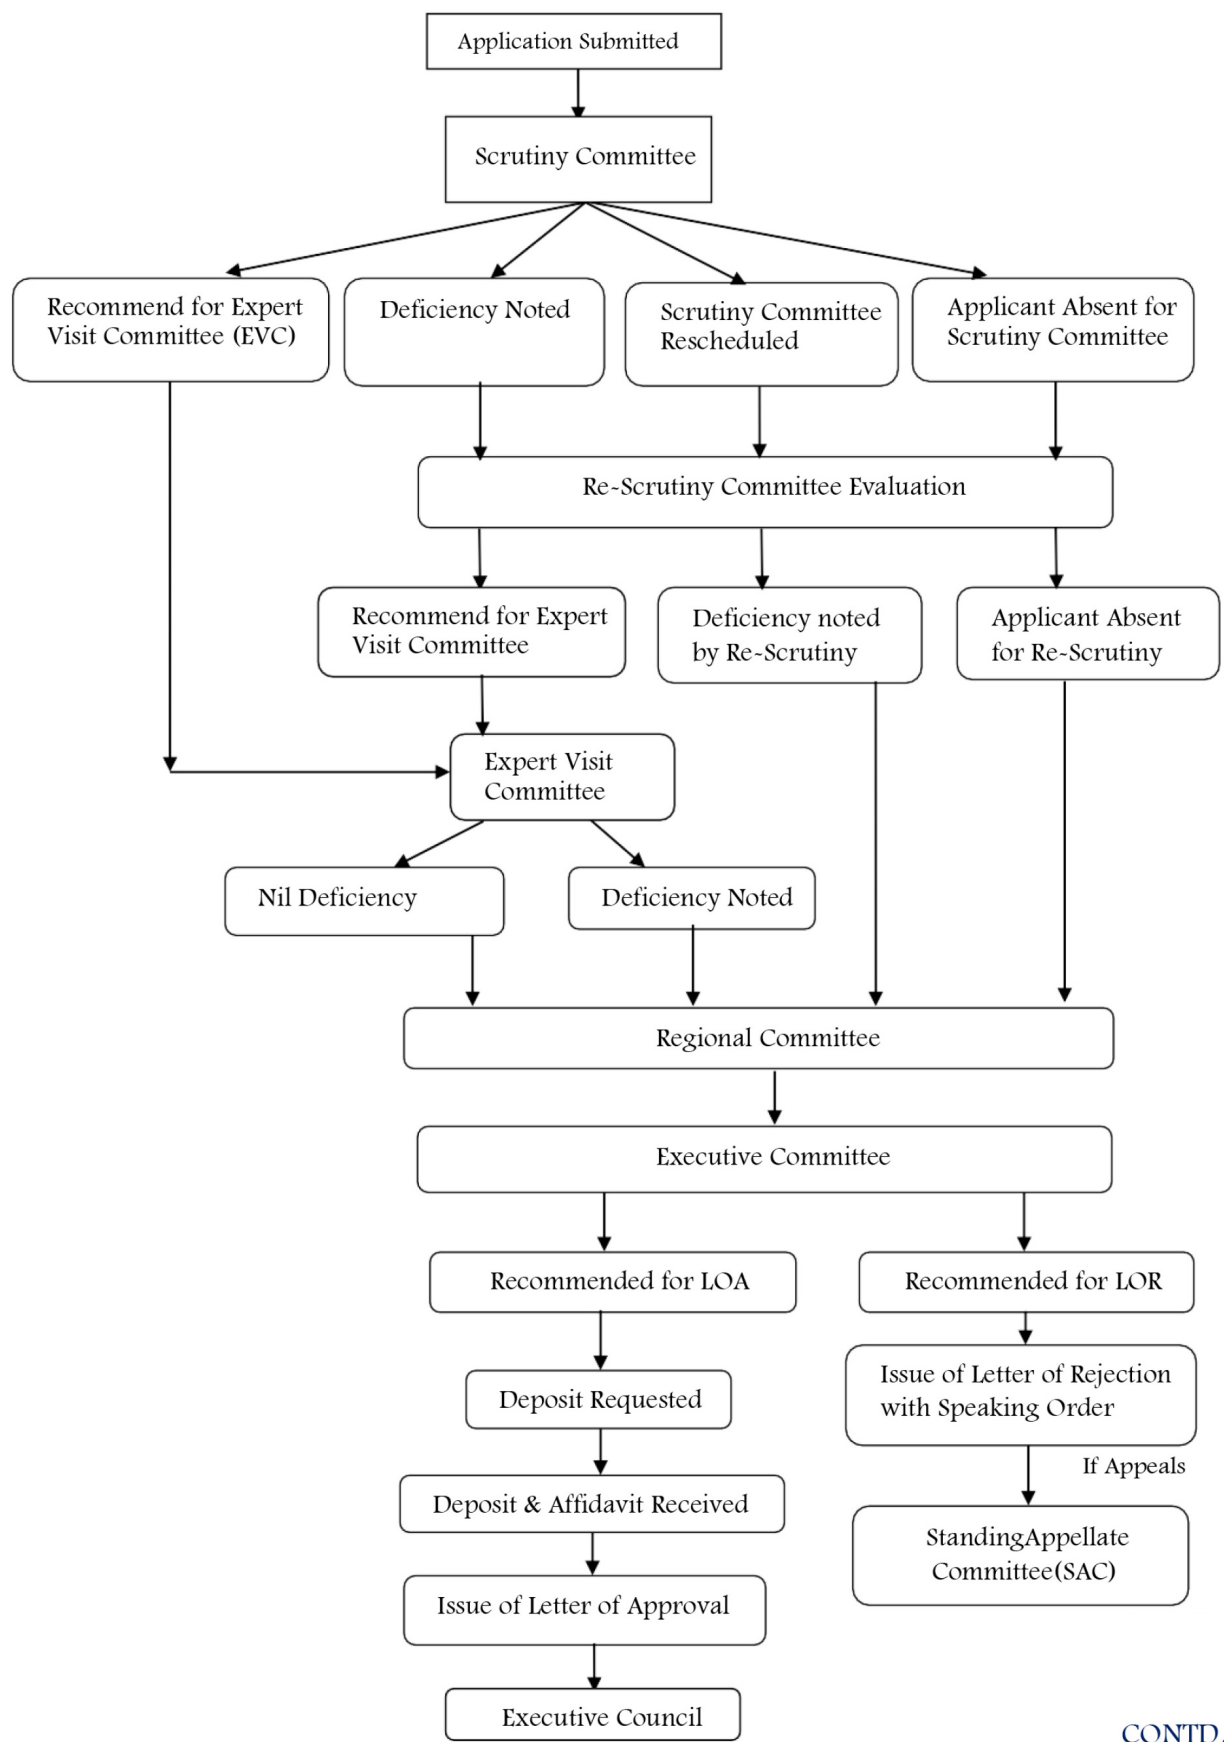 Application Submitted
Scrutiny Committee
Recommend for Expert
Visit Committee (EVC)
Deficiency Noted
Scrutiny Committee
Rescheduled
Applicant Absent for
Scrutiny Committee
Re-Scrutiny Committee Evaluation
Recommend for Expert
Visit Committee
Deficiency noted
by Re-Scrutiny
Applicant Absent
for Re-Scrutiny
Expert Visit
Committee
Nil Deficiency
Deficiency Noted
Regional Committee
Executive Committee
Recommended for LOA
Recommended for LOR
Deposit Requested
Issue of Letter of Rejection
with Speaking Order
If Appeals
Deposit & Affidavit Received
StandingAppellate
Committee(SAC)
Issue of Letter of Approval
Executive Council
CONTD.